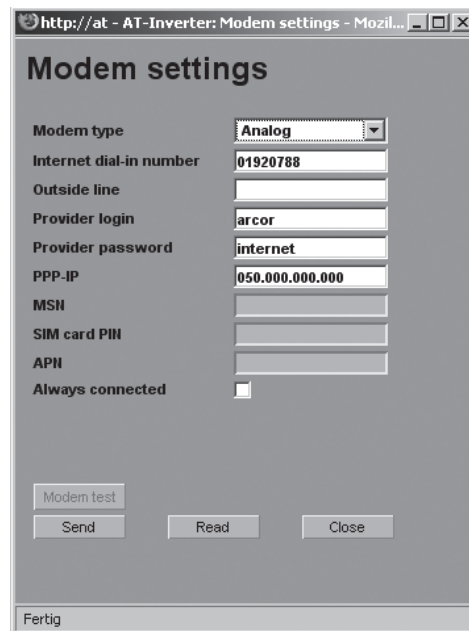 http://at - AT-Inverter: Modem settings - Mozil...
Modem settings
Modem type Analog
Internet dial-in number 01920788
Outside line
Provider login arcor
Provider password internet
PPP-IP 050.000.000.000
MSN
SIM card PIN
APN
Always connected
Modem test
Send Read Close
Fertig